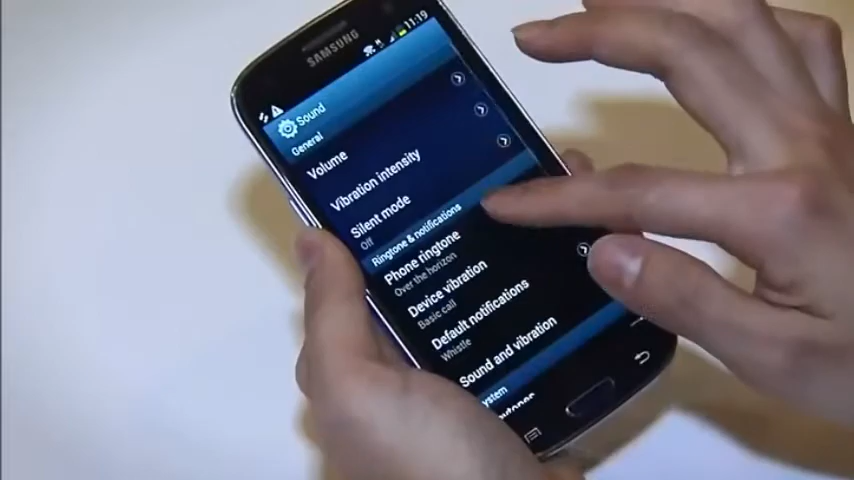 SAMSUNG
11:19
Sound
General
Volume
Vibration intensity
Silent mode
Off
Ringtone & notifications
Phone ringtone
Over the horizon
Device vibration
Basic call
Default notifications
Whistle
Sound and vibration